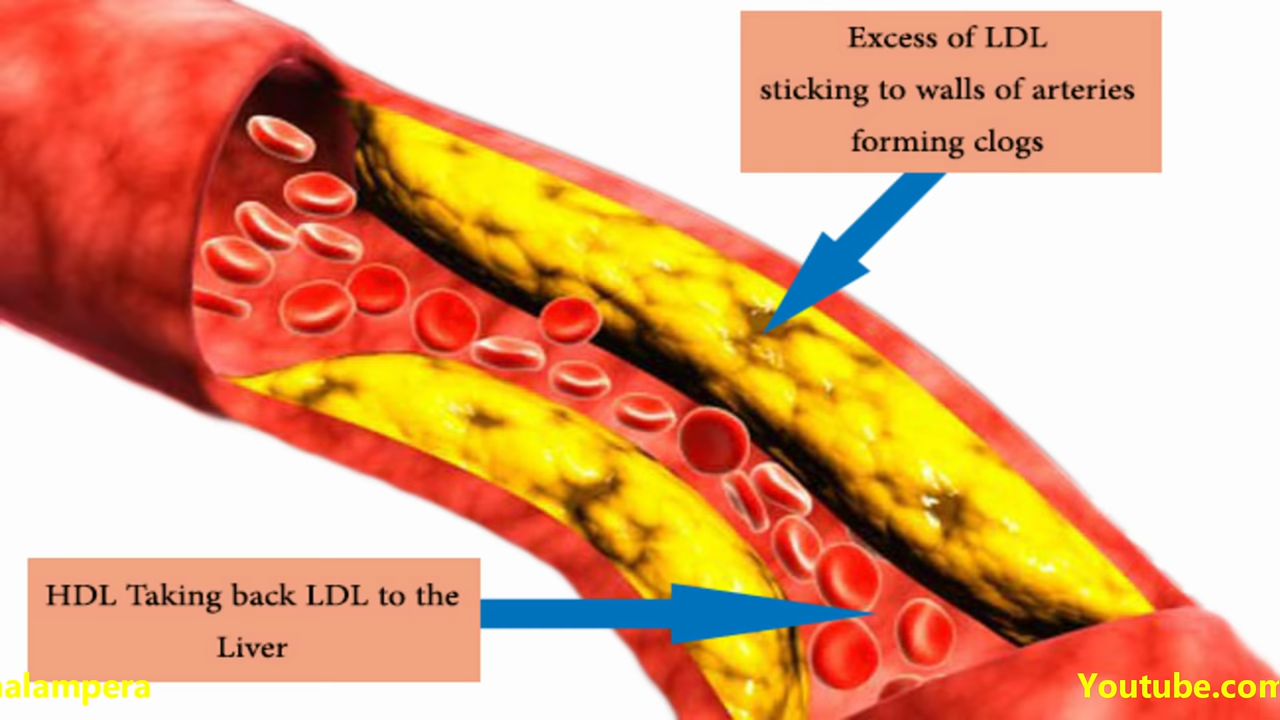 Excess of LDL
sticking to walls of arteries
forming clogs
HDL Taking back LDL to the
Liver
alampera
Youtube.com